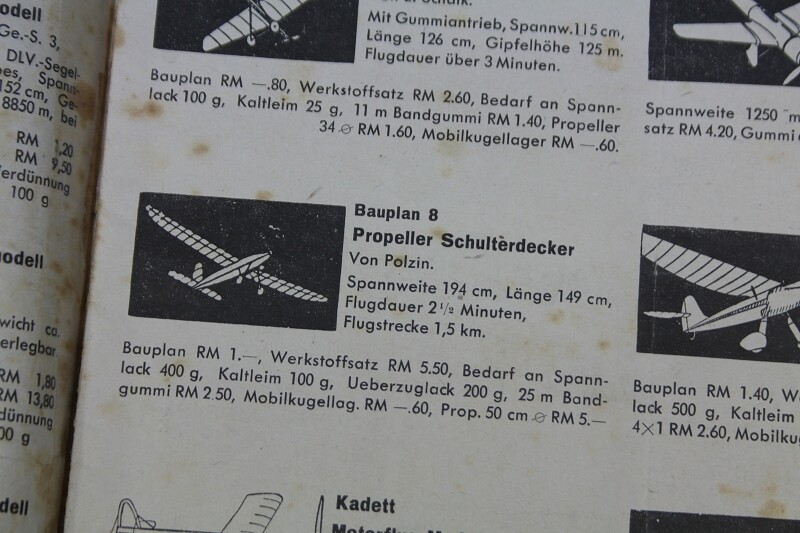 odell
Ge.-S. 3,
DLV.-Segel-
152 cm, Ge-
8850 m, bei
RM 1,20
RM 9,50
Verdünnung
100 g
odell
wicht ca.
erlegbar
RM 1,80
RM 13,80
dünnung
00 g
dell
Mit Gummiantrieb, Spannw. 115 cm,
Länge 126 cm, Gipfelhöhe 125 m.
Flugdauer über 3 Minuten.
Bauplan RM —.80, Werkstoffsatz RM 2.60, Bedarf an Spann-
lack 100 g, Kaltleim 25 g, 11 m Bandgummi RM 1.40, Propeller
34 ⌀ RM 1.60, Mobilkugellager RM —.60.
Bauplan 8
Propeller Schulterdecker
Von Polzin.
Spannweite 194 cm, Länge 149 cm,
Flugdauer 2 1/2 Minuten,
Flugstrecke 1,5 km.
Bauplan RM 1.—, Werkstoffsatz RM 5.50, Bedarf an Spann-
lack 400 g, Kaltleim 100 g, Ueberzuglack 200 g, 25 m Band-
gummi RM 2.50, Mobilkugellag. RM —.60, Prop. 50 cm ⌀ RM 5.—
Kadett
Spannweite 1250 m
satz RM 4.20, Gummi
Bauplan RM 1.40, W
lack 500 g, Kaltleim
4×1 RM 2.60, Mobilku